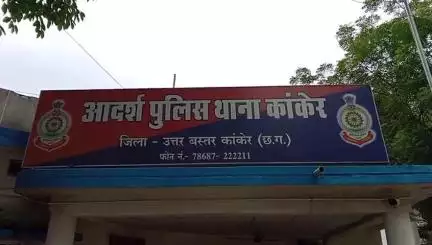 आदर्श पुलिस थाना कांकेर
जिला - उत्तर बस्तर कांकेर (छ.ग.)
फोन नं.- 78687- 222211